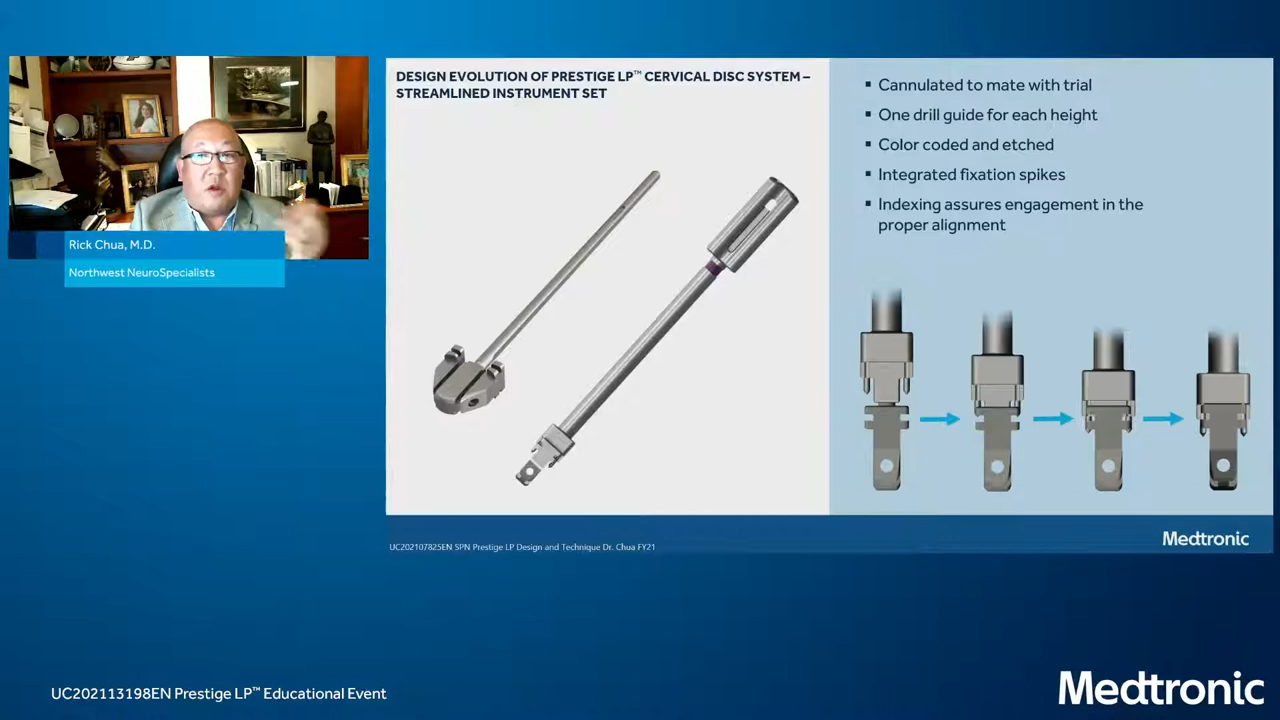 Rick Chua, M.D.
Northwest NeuroSpecialists
DESIGN EVOLUTION OF PRESTIGE LP™ CERVICAL DISC SYSTEM –
STREAMLINED INSTRUMENT SET
▪ Cannulated to mate with trial
▪ One drill guide for each height
▪ Color coded and etched
▪ Integrated fixation spikes
▪ Indexing assures engagement in the
proper alignment
UC202107825EN SPN Prestige LP Design and Technique Dr. Chua FY21
Medtronic
UC202113198EN Prestige LP™ Educational Event
Medtronic